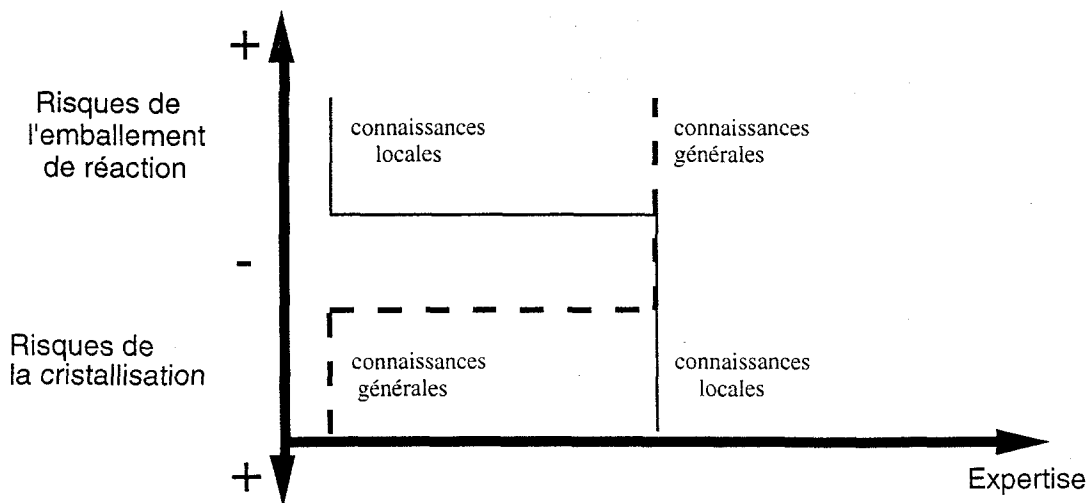 +
Risques de
l'emballement
de réaction
connaissances
locales
connaissances
générales
-
Risques de
la cristallisation
connaissances
générales
connaissances
locales
+
Expertise